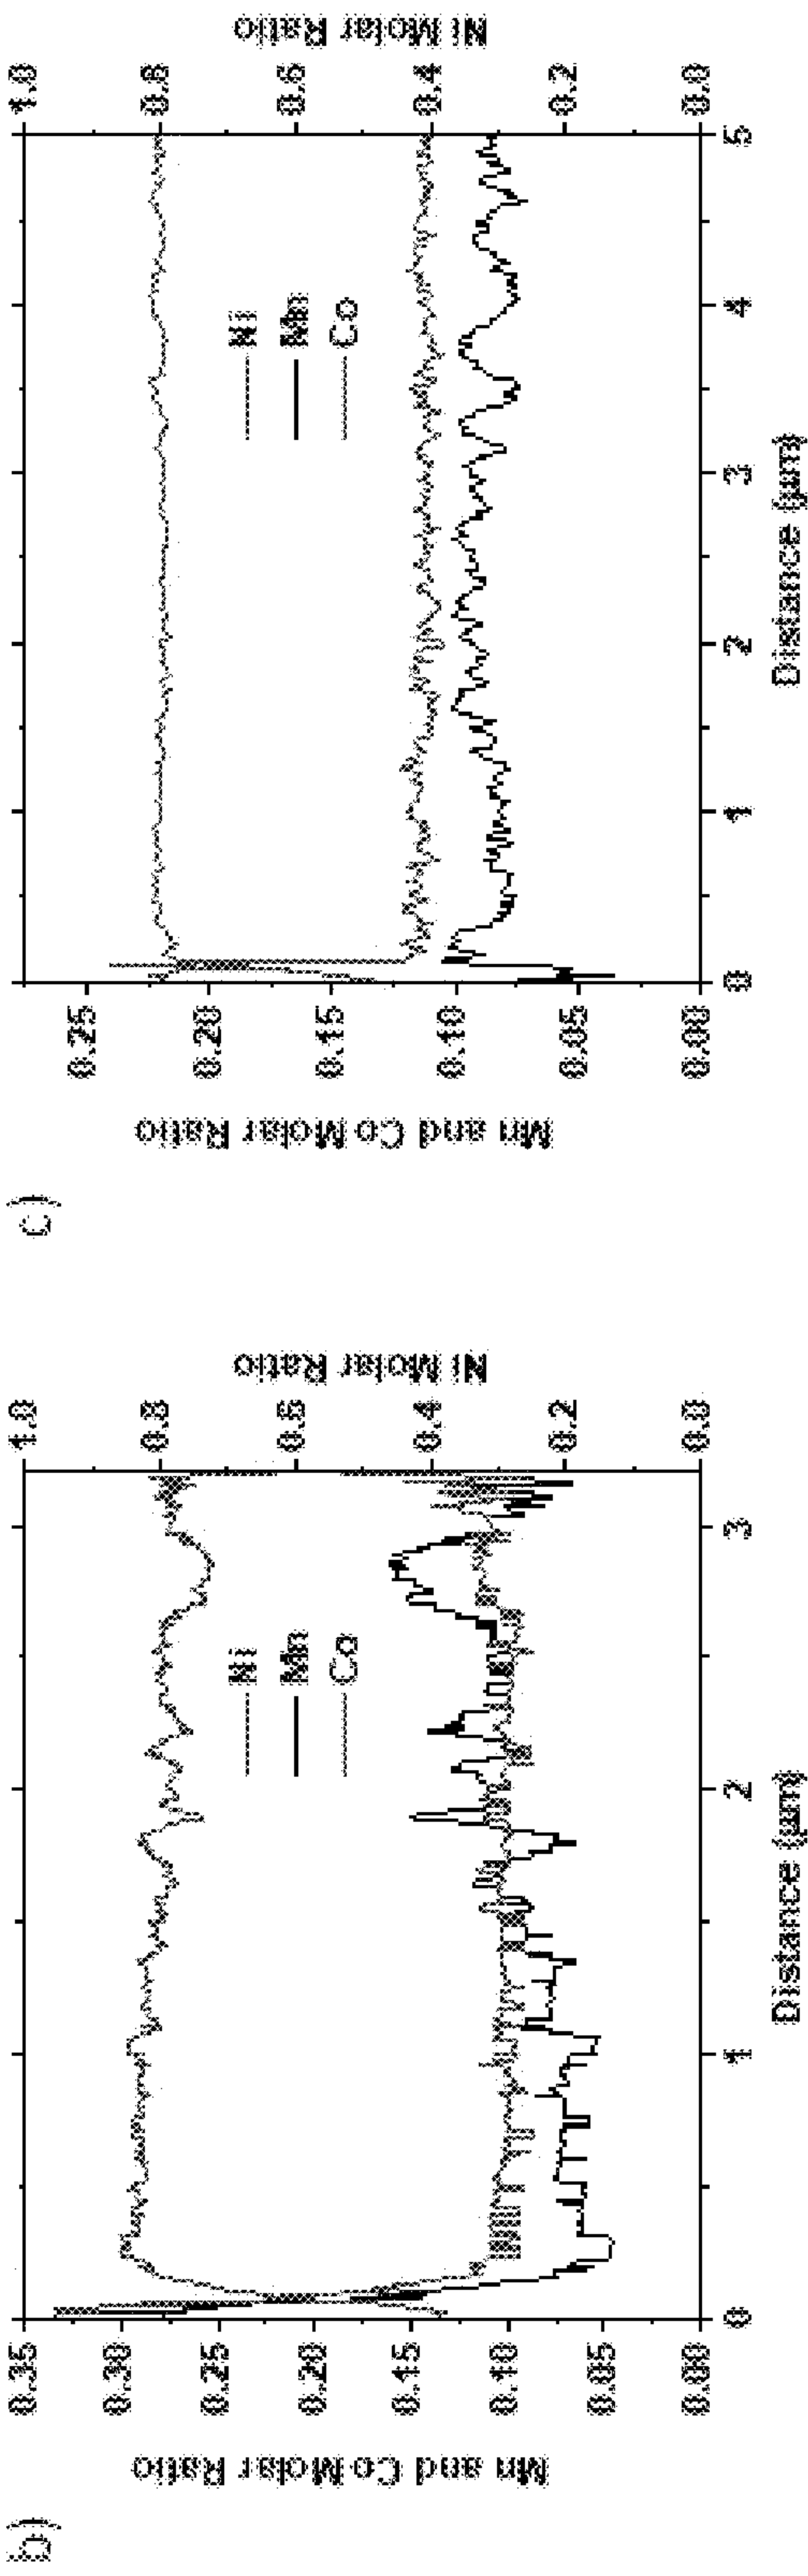 b)
Mn and Co Molar Ratio
0.35
0.30
0.25
0.20
0.15
0.10
0.05
0.00
Ni
Mn
Co
1.0
0.8
0.6
0.4
0.2
0.0
Ni Molar Ratio
0
1
2
3
Distance (µm)
c)
Mn and Co Molar Ratio
0.25
0.20
0.15
0.10
0.05
0.00
Ni
Mn
Co
1.0
0.8
0.6
0.4
0.2
0.0
Ni Molar Ratio
0
1
2
3
4
5
Distance (µm)